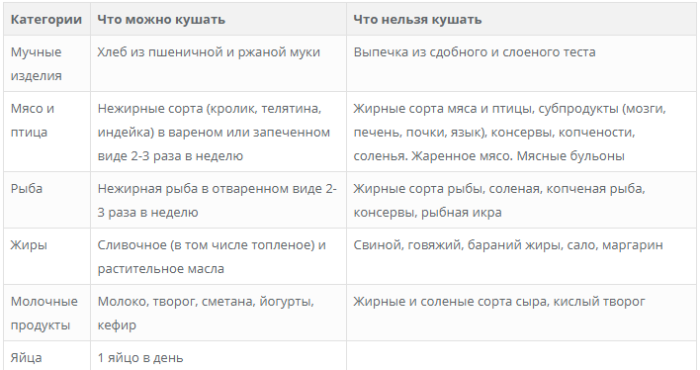 Категории Что можно кушать Что нельзя кушать
Мучные изделия Хлеб из пшеничной и ржаной муки Выпечка из сдобного и слоеного теста
Мясо и птица Нежирные сорта (кролик, телятина, индейка) в вареном или запеченном виде 2-3 раза в неделю Жирные сорта мяса и птицы, субпродукты (мозги, печень, почки, язык), консервы, копчености, соленья. Жаренное мясо. Мясные бульоны
Рыба Нежирная рыба в отваренном виде 2-3 раза в неделю Жирные сорта рыбы, соленая, копченая рыба, консервы, рыбная икра
Жиры Сливочное (в том числе топленое) и растительное масла Свиной, говяжий, бараний жиры, сало, маргарин
Молочные продукты Молоко, творог, сметана, йогурты, кефир Жирные и соленые сорта сыра, кислый творог
Яйца 1 яйцо в день